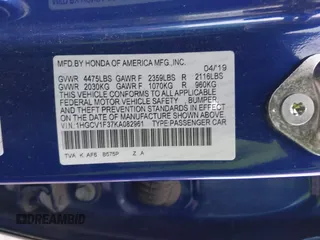 MFD.BY HONDA OF AMERICA MFG.,INC.
04/19
GVWR 4475LBS GAWR F 2359LBS R 2116LBS
GVWR 2030KG GAWR F 1070KG R 960KG
THIS VEHICLE CONFORMS TO ALL APPLICABLE
FEDERAL MOTOR VEHICLE SAFETY, BUMPER,
AND THEFT PREVENTION STANDARDS IN EFFECT
ON THE DATE OF MANUFACTURE SHOWN ABOVE.
V.I.N.:1HGCV1F37KA082961 TYPE:PASSENGER CAR
TVA K AF6 B575P Z A
DREAMBID